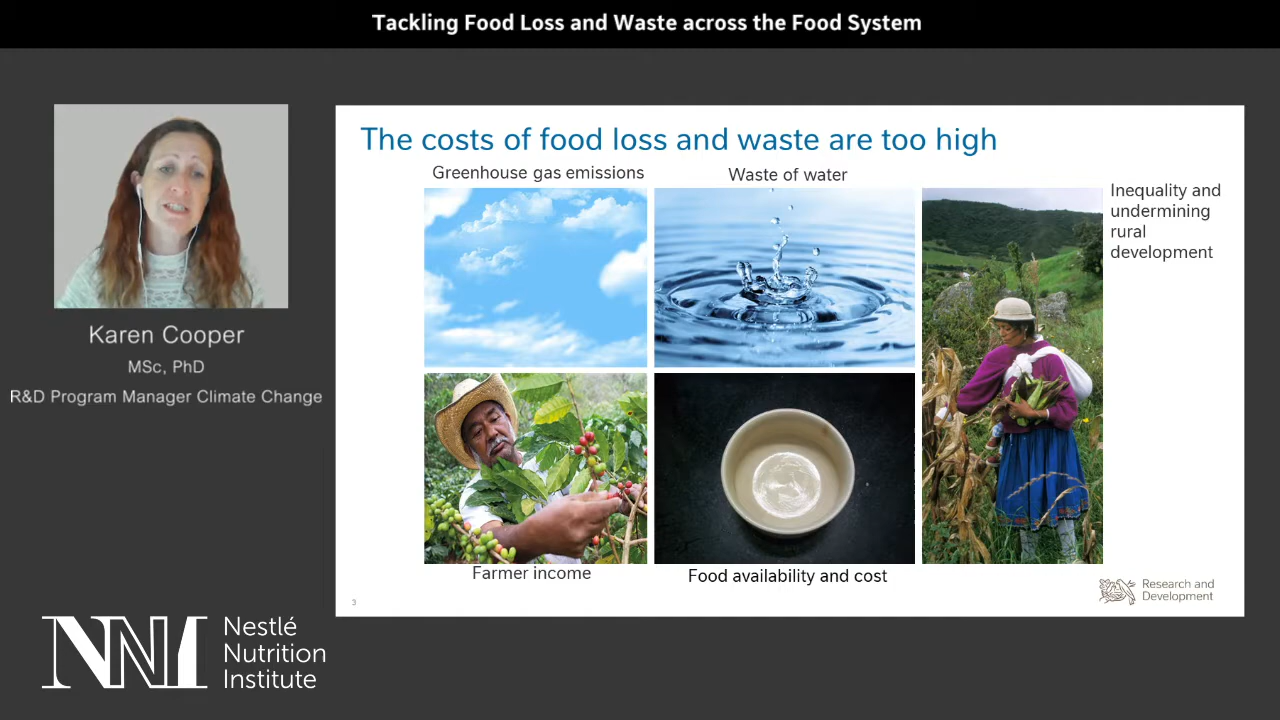 Tackling Food Loss and Waste across the Food System
Karen Cooper
MSc, PhD
R&D Program Manager Climate Change
The costs of food loss and waste are too high
Greenhouse gas emissions
Waste of water
Inequality and
undermining
rural
development
Farmer income
Food availability and cost
3
Research and
Development
NNI
Nestlé
Nutrition
Institute